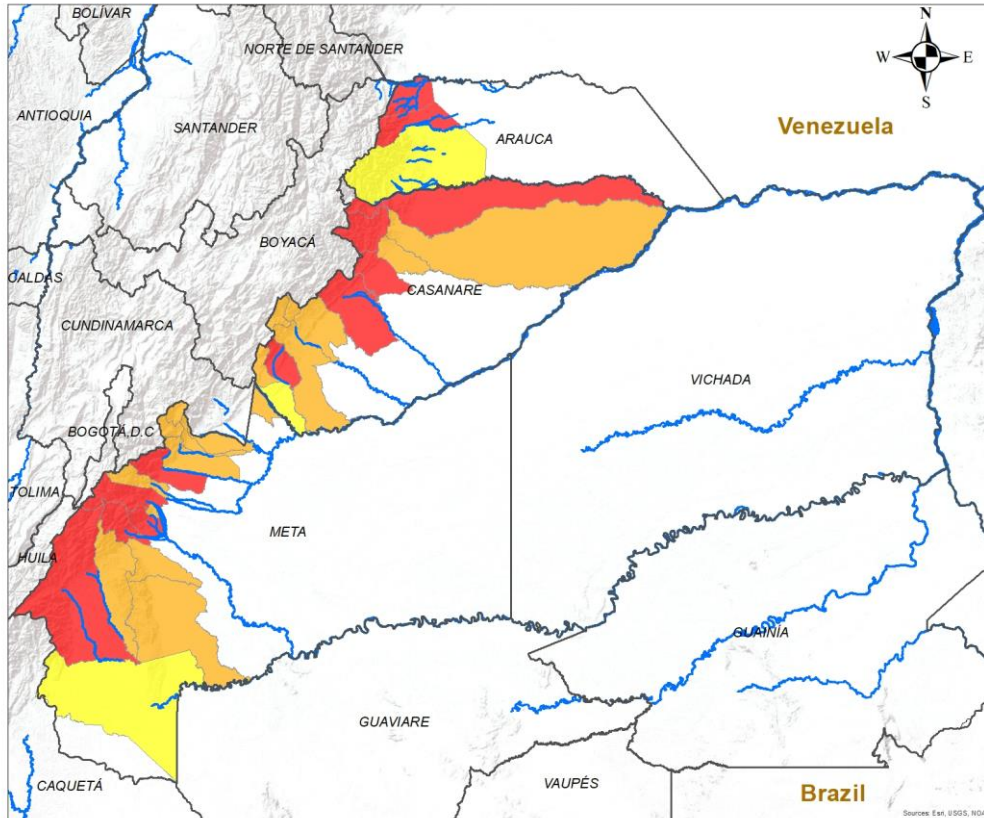 BOLÍVAR
N
NORTE DE SANTANDER
W E
S
ANTIOQUIA
SANTANDER
ARAUCA
Venezuela
BOYACÁ
CALDAS
CASANARE
CUNDINAMARCA
VICHADA
BOGOTÁ D.C
TOLIMA
META
HUILA
GUAINÍA
GUAVIARE
CAQUETÁ
VAUPÉS
Brazil
Sources: Esri, USGS, NOA